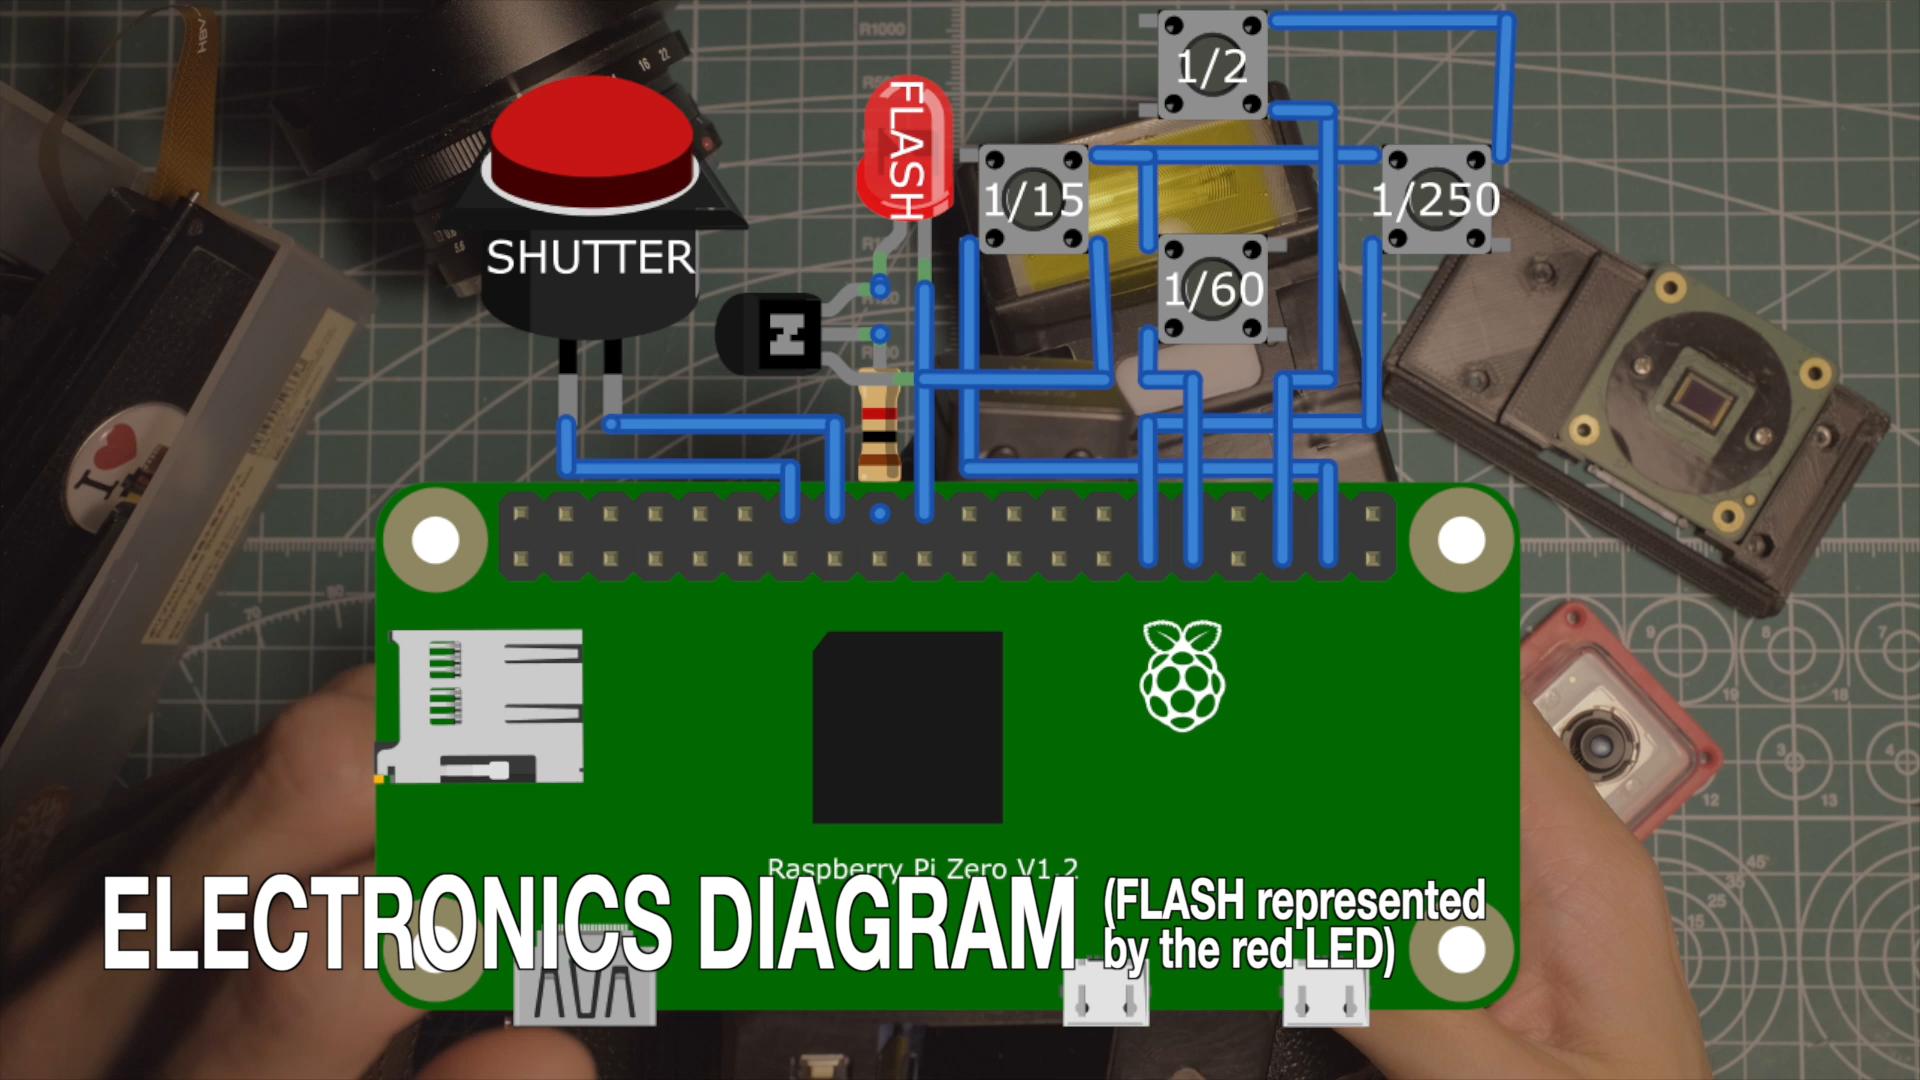 1/2
FLASH
1/15
1/250
SHUTTER
1/60
I
Raspberry Pi Zero V1.2
ELECTRONICS DIAGRAM
(FLASH represented
by the red LED)